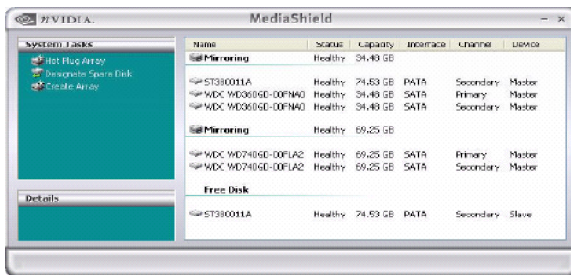 NVIDIA. MediaShield
System Tasks
Hot Plug Array
Designate Spare Disk
Create Array
Details
Name Status Capacity Interface Channel Device
Mirroring Healthy 34.48 GB
ST380011A Healthy 74.53 GB PATA Secondary Master
WDC WD360GD-00FNA0 Healthy 34.48 GB SATA Primary Master
WDC WD360GD-00FNA0 Healthy 34.48 GB SATA Secondary Master
Mirroring Healthy 69.25 GB
WDC WD740GD-00FLA2 Healthy 69.25 GB SATA Primary Master
WDC WD740GD-00FLA2 Healthy 69.25 GB SATA Secondary Master
Free Disk
ST380011A Healthy 74.53 GB PATA Secondary Slave